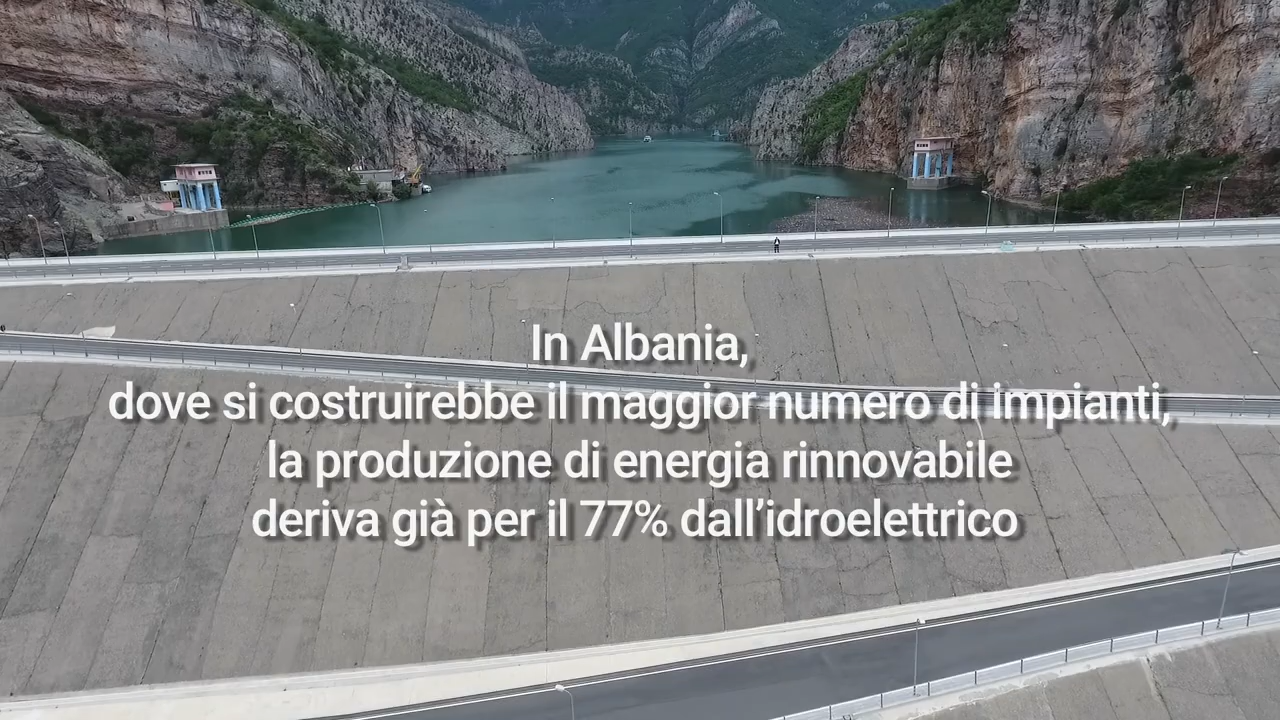 In Albania,
dove si costruirebbe il maggior numero di impianti,
la produzione di energia rinnovabile
deriva già per il 77% dall’idroelettrico